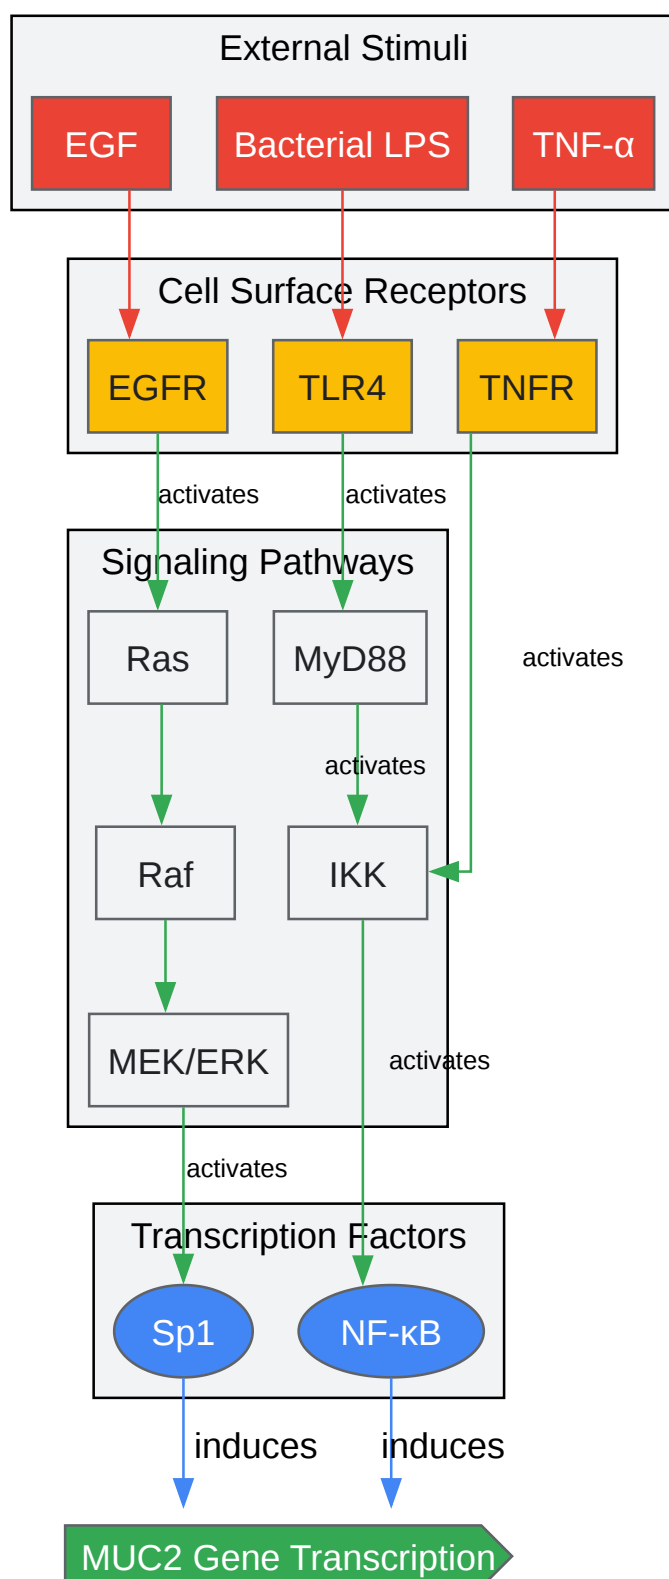 External Stimuli
EGF
Bacterial LPS
TNF-α
Cell Surface Receptors
EGFR
TLR4
TNFR
activates
activates
Signaling Pathways
Ras
MyD88
activates
activates
Raf
IKK
MEK/ERK
activates
activates
Transcription Factors
Sp1
NF-κB
induces
induces
MUC2 Gene Transcription